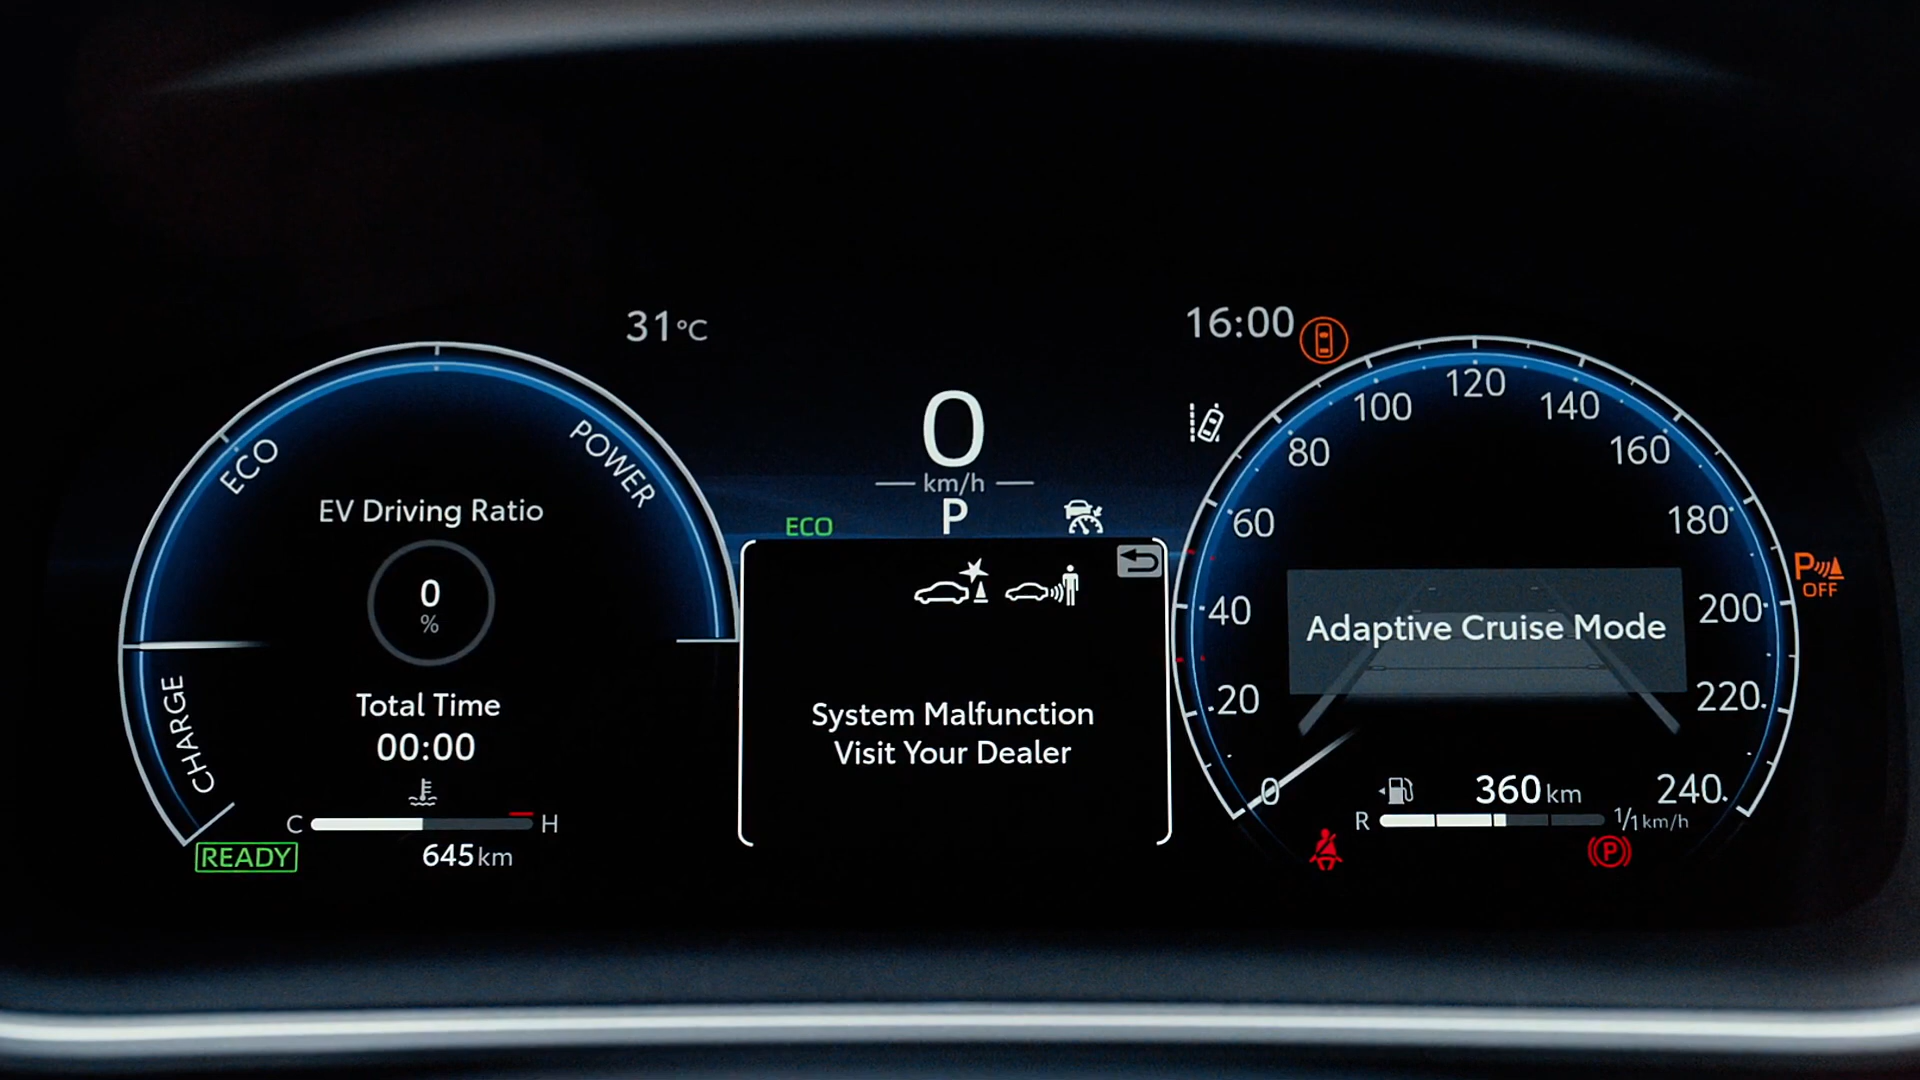 31°C
16:00
0
km/h
P
ECO
ECO
POWER
CHARGE
EV Driving Ratio
0
%
Total Time
00:00
C
H
645 km
READY
System Malfunction
Visit Your Dealer
0
20
40
60
80
100
120
140
160
180
200
220
240
Adaptive Cruise Mode
360 km
R
1/1 km/h
P
P
OFF